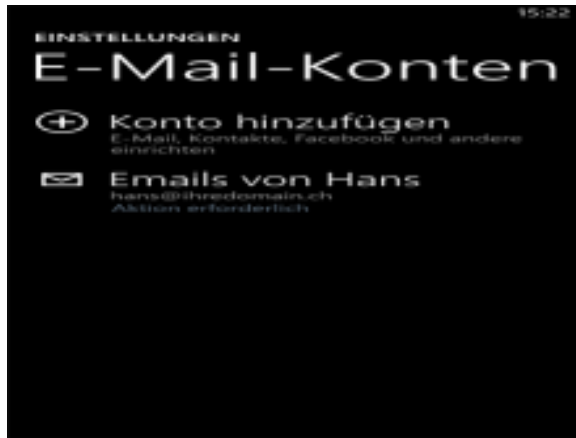 15:22
EINSTELLUNGEN
E-Mail-Konten
Konto hinzufügen
E-Mail, Kontakte, Facebook und andere
einrichten
Emails von Hans
hans@ihredomain.ch
Aktion erforderlich